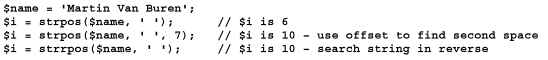 $name = 'Martin Van Buren';
$i = strpos($name, ' ');      // $i is 6
$i = strpos($name, ' ', 7);   // $i is 10 - use offset to find second space
$i = strrpos($name, ' ');     // $i is 10 - search string in reverse